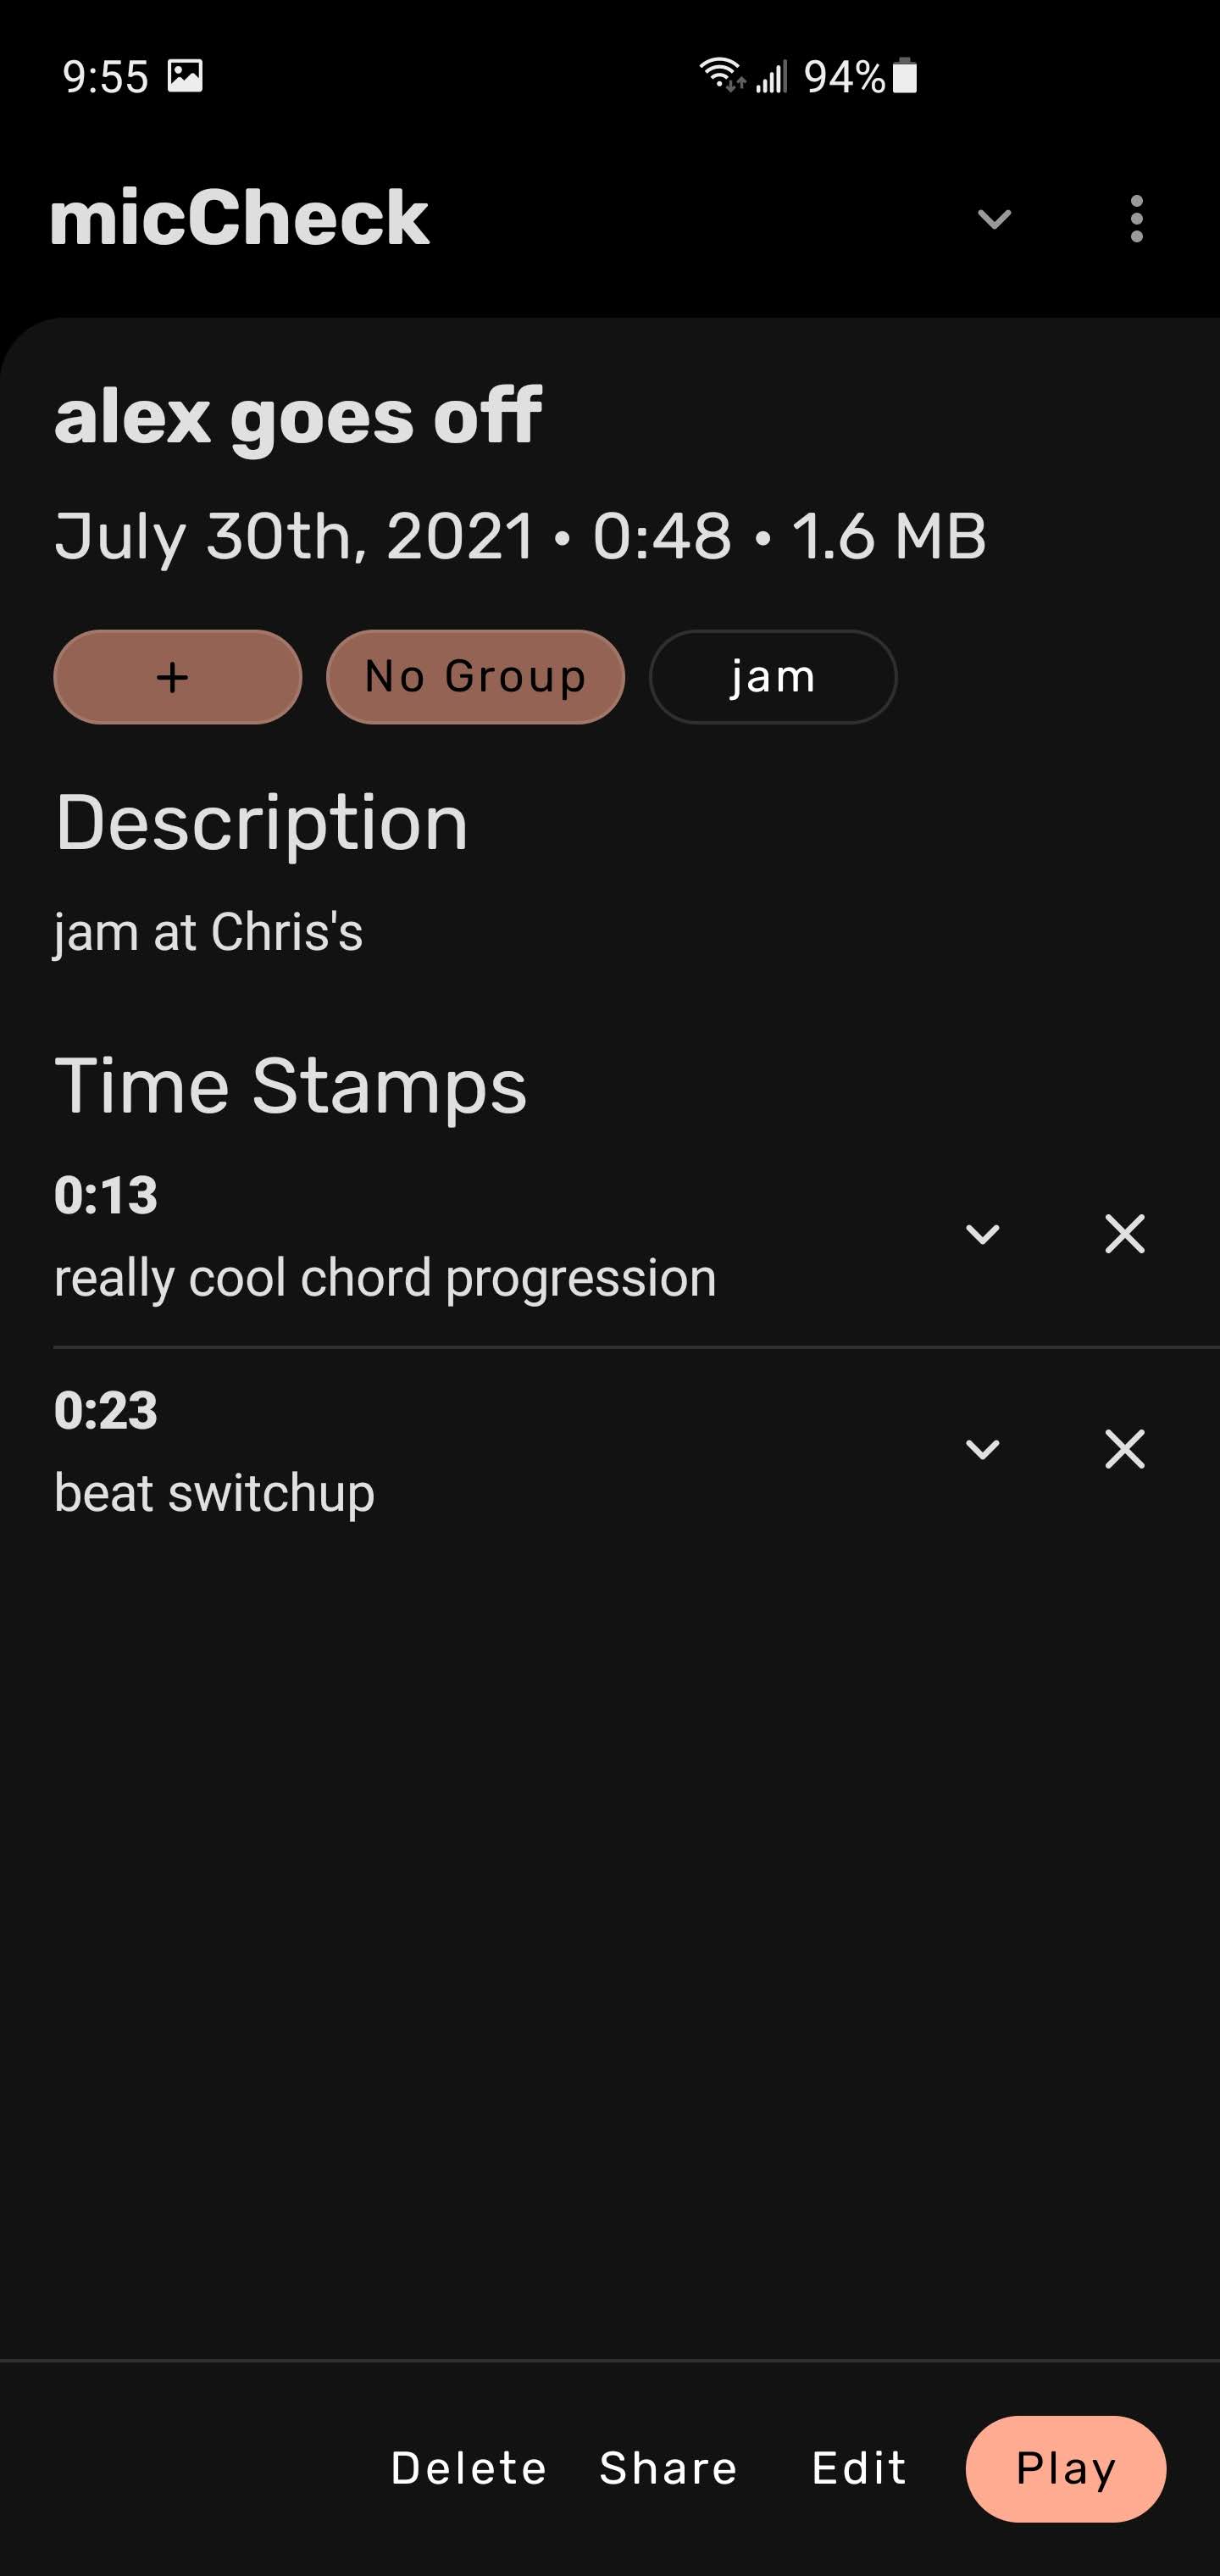 9:55 94%
micCheck
alex goes off
July 30th, 2021 • 0:48 • 1.6 MB
+ No Group jam
Description
jam at Chris's
Time Stamps
0:13
really cool chord progression
0:23
beat switchup
Delete Share Edit Play